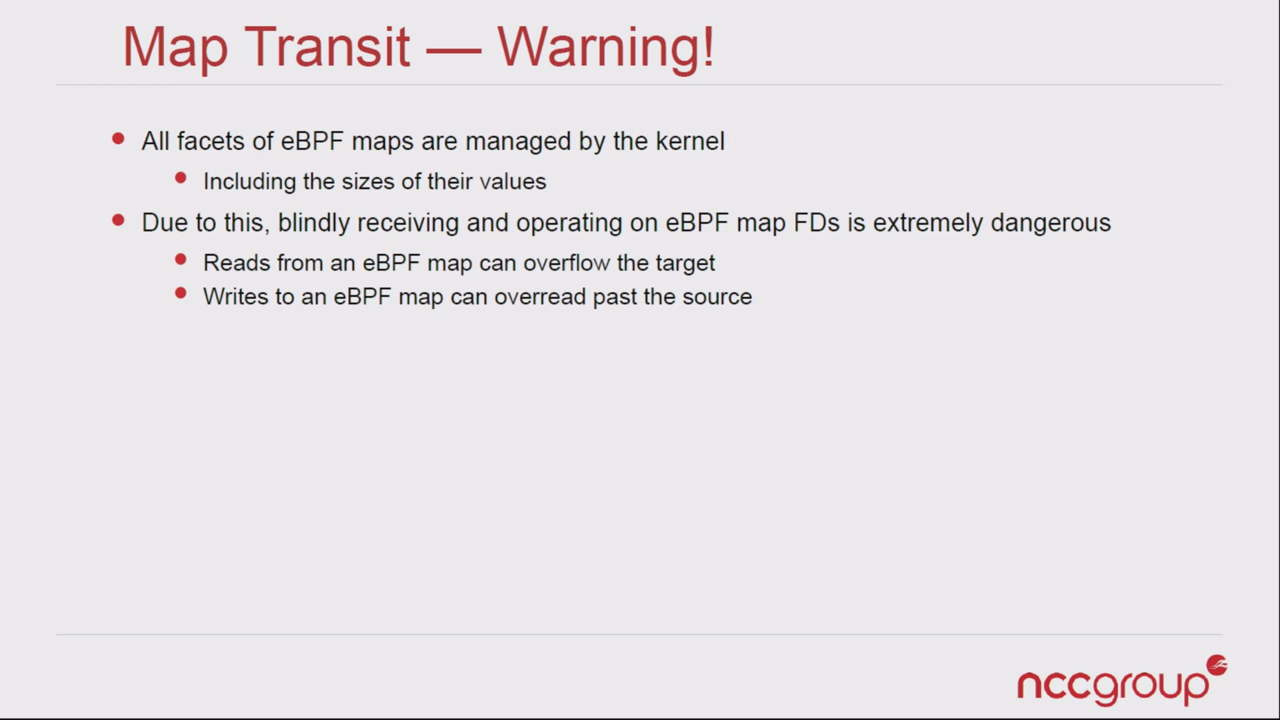 Map Transit — Warning!
All facets of eBPF maps are managed by the kernel
Including the sizes of their values
Due to this, blindly receiving and operating on eBPF map FDs is extremely dangerous
Reads from an eBPF map can overflow the target
Writes to an eBPF map can overread past the source
nccgroup